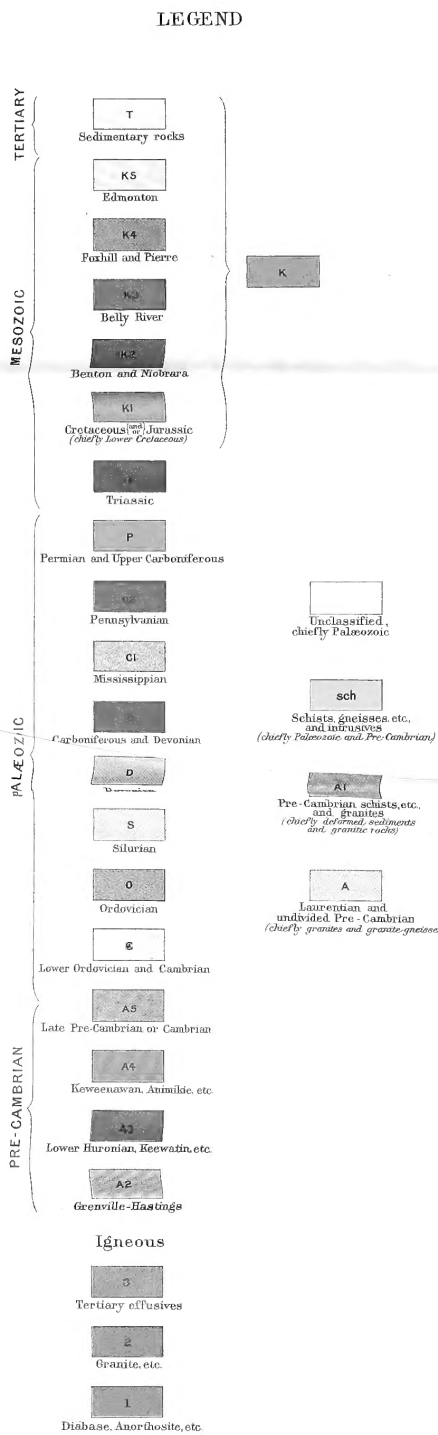 LEGEND
TERTIARY
T
Sedimentary rocks
MESOZOIC
K5
Edmonton
K4
Foxhill and Pierre
K
K3
Belly River
K2
Benton and Niobrara
K1
Cretaceous (and/or) Jurassic
(chiefly Lower Cretaceous)
Triassic
PALÆOZOIC
P
Permian and Upper Carboniferous
Pennsylvanian
Unclassified,
chiefly Palæozoic
C1
Mississippian
sch
Schists, gneisses, etc.,
and intrusives
(chiefly Palæozoic and Pre-Cambrian)
Carboniferous and Devonian
D
Devonian
A1
Pre-Cambrian schists, etc.,
and granites
(chiefly deformed sediments
and granitic rocks)
S
Silurian
O
Ordovician
A
Laurentian and
undivided Pre-Cambrian
(chiefly granites and granite-gneisse
Є
Lower Ordovician and Cambrian
PRE-CAMBRIAN
A5
Late Pre-Cambrian or Cambrian
A4
Keweenawan, Animikie, etc.
A3
Lower Huronian, Keewatin, etc.
A2
Grenville-Hastings
Igneous
3
Tertiary effusives
2
Granite, etc.
1
Diabase, Anorthosite, etc.